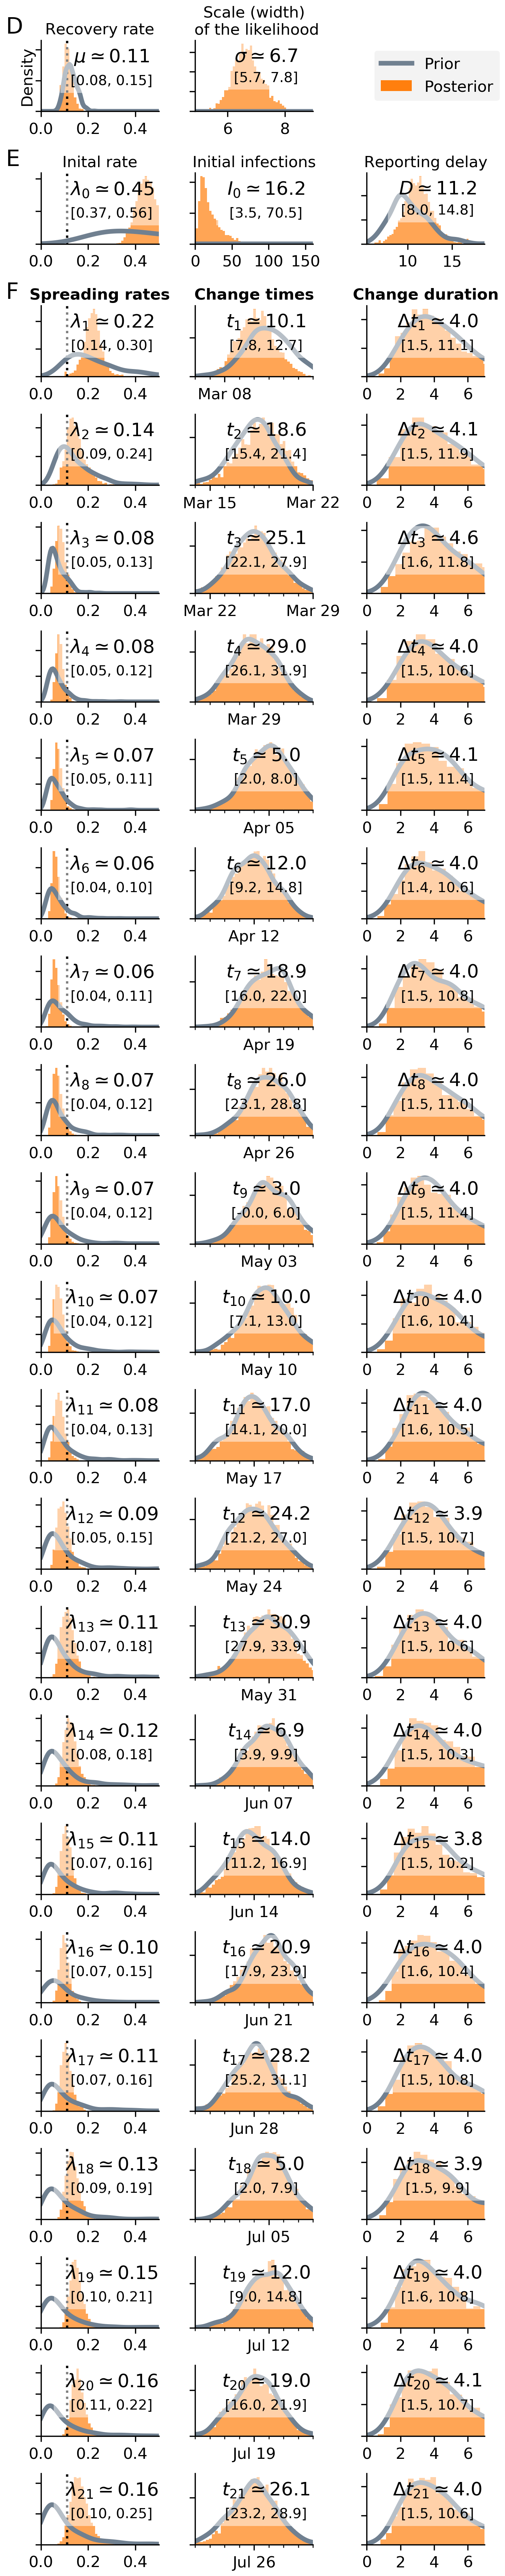 D
Recovery rate
Scale (width)
of the likelihood
Density
μ ≃ 0.11
[0.08, 0.15]
0.0 0.2 0.4
σ ≃ 6.7
[5.7, 7.8]
6 8
Prior
Posterior
E
Inital rate
Initial infections
Reporting delay
λ0 ≃ 0.45
[0.37, 0.56]
0.0 0.2 0.4
I0 ≃ 16.2
[3.5, 70.5]
0 50 100 150
D ≃ 11.2
[8.0, 14.8]
10 15
F
Spreading rates
Change times
Change duration
λ1 ≃ 0.22
[0.14, 0.30]
0.0 0.2 0.4
t1 ≃ 10.1
[7.8, 12.7]
Mar 08
Δt1 ≃ 4.0
[1.5, 11.1]
0 2 4 6
λ2 ≃ 0.14
[0.09, 0.24]
0.0 0.2 0.4
t2 ≃ 18.6
[15.4, 21.4]
Mar 15 Mar 22
Δt2 ≃ 4.1
[1.5, 11.9]
0 2 4 6
λ3 ≃ 0.08
[0.05, 0.13]
0.0 0.2 0.4
t3 ≃ 25.1
[22.1, 27.9]
Mar 22 Mar 29
Δt3 ≃ 4.6
[1.6, 11.8]
0 2 4 6
λ4 ≃ 0.08
[0.05, 0.12]
0.0 0.2 0.4
t4 ≃ 29.0
[26.1, 31.9]
Mar 29
Δt4 ≃ 4.0
[1.5, 10.6]
0 2 4 6
λ5 ≃ 0.07
[0.05, 0.11]
0.0 0.2 0.4
t5 ≃ 5.0
[2.0, 8.0]
Apr 05
Δt5 ≃ 4.1
[1.5, 11.4]
0 2 4 6
λ6 ≃ 0.06
[0.04, 0.10]
0.0 0.2 0.4
t6 ≃ 12.0
[9.2, 14.8]
Apr 12
Δt6 ≃ 4.0
[1.4, 10.6]
0 2 4 6
λ7 ≃ 0.06
[0.04, 0.11]
0.0 0.2 0.4
t7 ≃ 18.9
[16.0, 22.0]
Apr 19
Δt7 ≃ 4.0
[1.5, 10.8]
0 2 4 6
λ8 ≃ 0.07
[0.04, 0.12]
0.0 0.2 0.4
t8 ≃ 26.0
[23.1, 28.8]
Apr 26
Δt8 ≃ 4.0
[1.5, 11.0]
0 2 4 6
λ9 ≃ 0.07
[0.04, 0.12]
0.0 0.2 0.4
t9 ≃ 3.0
[-0.0, 6.0]
May 03
Δt9 ≃ 4.0
[1.5, 11.4]
0 2 4 6
λ10 ≃ 0.07
[0.04, 0.12]
0.0 0.2 0.4
t10 ≃ 10.0
[7.1, 13.0]
May 10
Δt10 ≃ 4.0
[1.6, 10.4]
0 2 4 6
λ11 ≃ 0.08
[0.04, 0.13]
0.0 0.2 0.4
t11 ≃ 17.0
[14.1, 20.0]
May 17
Δt11 ≃ 4.0
[1.6, 10.5]
0 2 4 6
λ12 ≃ 0.09
[0.05, 0.15]
0.0 0.2 0.4
t12 ≃ 24.2
[21.2, 27.0]
May 24
Δt12 ≃ 3.9
[1.5, 10.7]
0 2 4 6
λ13 ≃ 0.11
[0.07, 0.18]
0.0 0.2 0.4
t13 ≃ 30.9
[27.9, 33.9]
May 31
Δt13 ≃ 4.0
[1.5, 10.6]
0 2 4 6
λ14 ≃ 0.12
[0.08, 0.18]
0.0 0.2 0.4
t14 ≃ 6.9
[3.9, 9.9]
Jun 07
Δt14 ≃ 4.0
[1.5, 10.3]
0 2 4 6
λ15 ≃ 0.11
[0.07, 0.16]
0.0 0.2 0.4
t15 ≃ 14.0
[11.2, 16.9]
Jun 14
Δt15 ≃ 3.8
[1.5, 10.2]
0 2 4 6
λ16 ≃ 0.10
[0.07, 0.15]
0.0 0.2 0.4
t16 ≃ 20.9
[17.9, 23.9]
Jun 21
Δt16 ≃ 4.0
[1.6, 10.4]
0 2 4 6
λ17 ≃ 0.11
[0.07, 0.16]
0.0 0.2 0.4
t17 ≃ 28.2
[25.2, 31.1]
Jun 28
Δt17 ≃ 4.0
[1.5, 10.8]
0 2 4 6
λ18 ≃ 0.13
[0.09, 0.19]
0.0 0.2 0.4
t18 ≃ 5.0
[2.0, 7.9]
Jul 05
Δt18 ≃ 3.9
[1.5, 9.9]
0 2 4 6
λ19 ≃ 0.15
[0.10, 0.21]
0.0 0.2 0.4
t19 ≃ 12.0
[9.0, 14.8]
Jul 12
Δt19 ≃ 4.0
[1.6, 10.8]
0 2 4 6
λ20 ≃ 0.16
[0.11, 0.22]
0.0 0.2 0.4
t20 ≃ 19.0
[16.0, 21.9]
Jul 19
Δt20 ≃ 4.1
[1.5, 10.7]
0 2 4 6
λ21 ≃ 0.16
[0.10, 0.25]
0.0 0.2 0.4
t21 ≃ 26.1
[23.2, 28.9]
Jul 26
Δt21 ≃ 4.0
[1.5, 10.6]
0 2 4 6